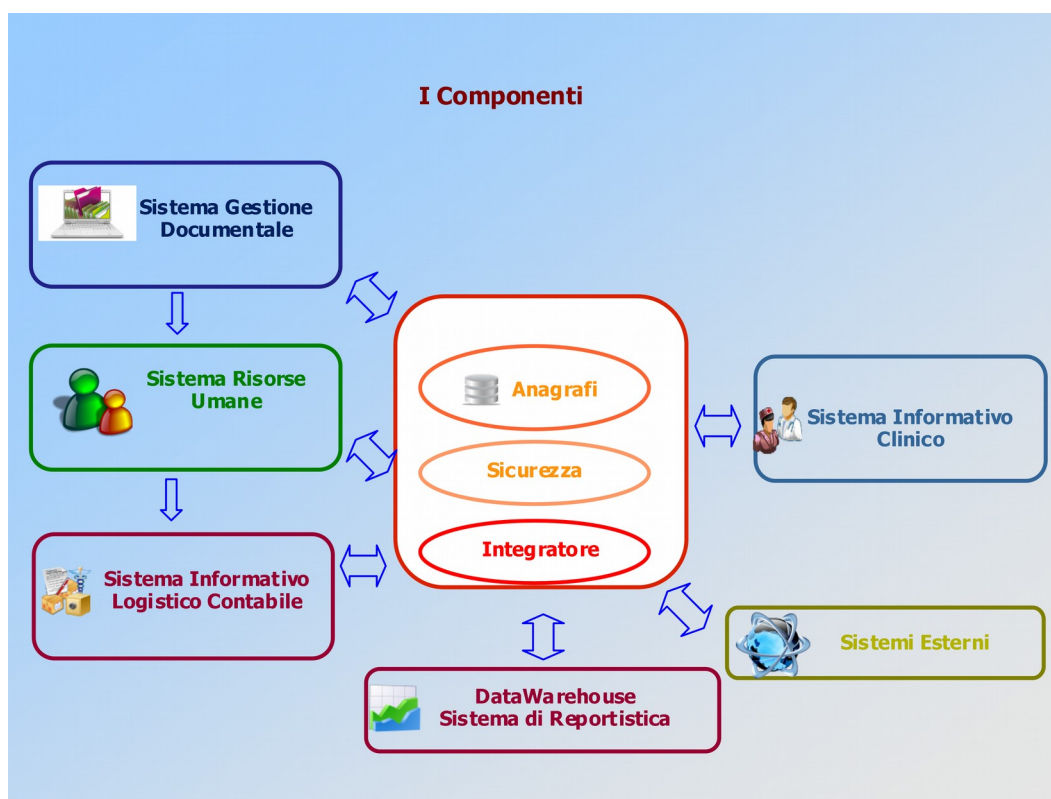 I Componenti
Sistema Gestione
Documentale
Sistema Risorse
Umane
Anagrafi
Sicurezza
Integratore
Sistema Informativo
Clinico
Sistema Informativo
Logistico Contabile
Sistemi Esterni
DataWarehouse
Sistema di Reportistica